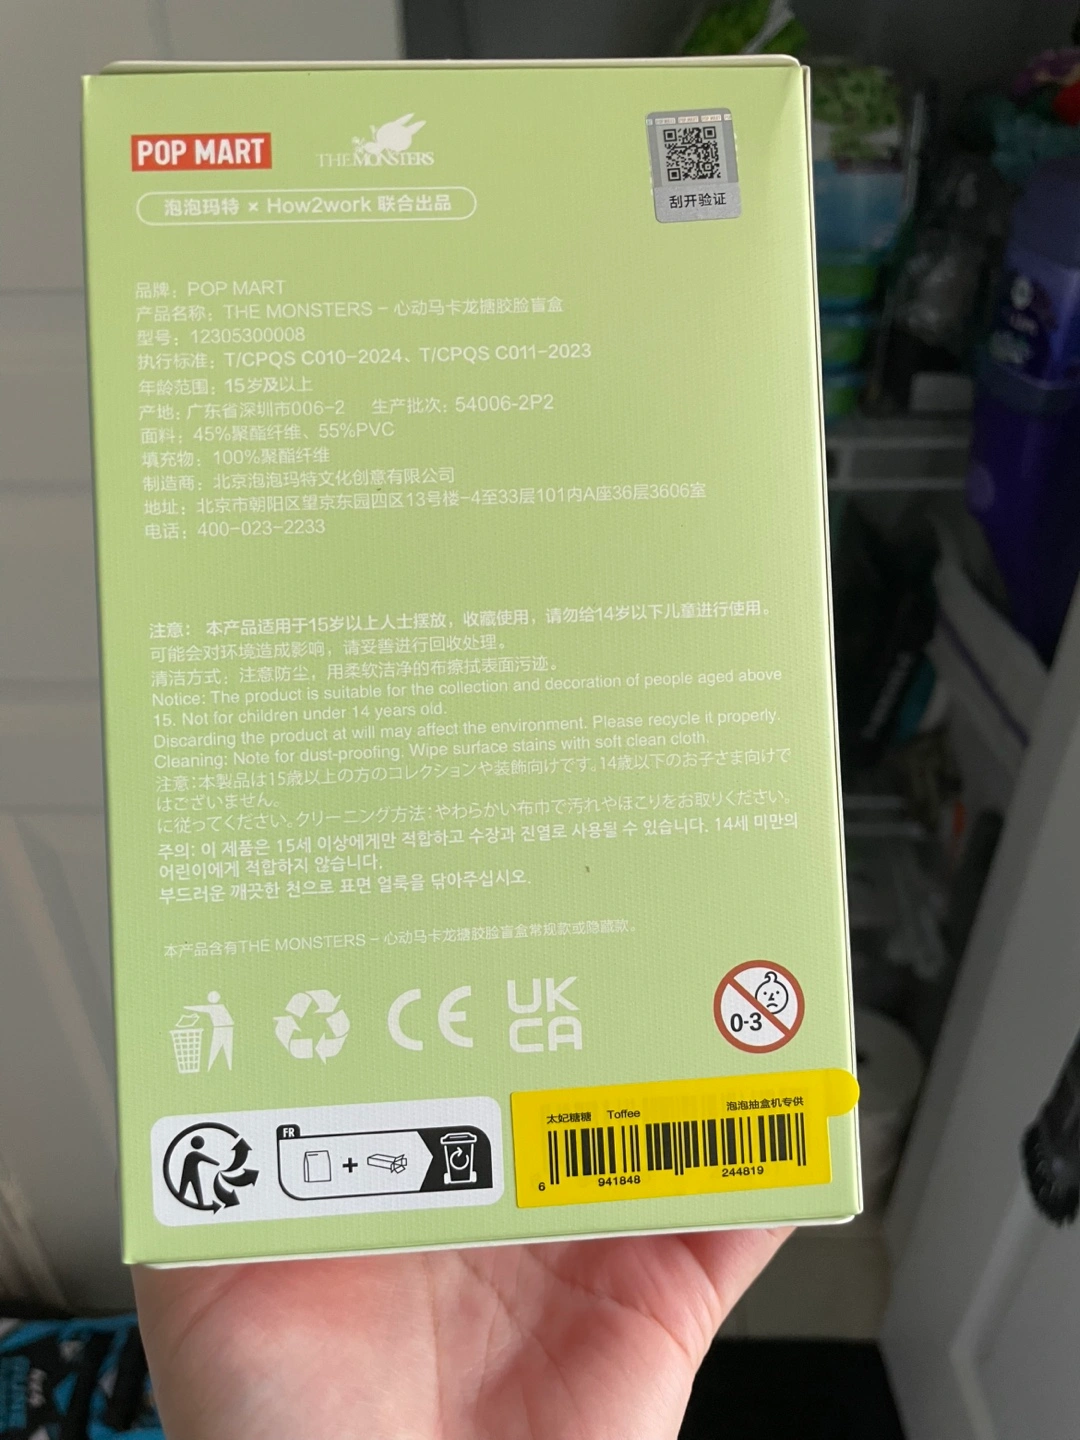 POP MART
THE MONSTERS
泡泡玛特 × How2work 联合出品
刮开验证
品牌：POP MART
产品名称：THE MONSTERS - 心动马卡龙搪胶脸盲盒
型号：12305300008
执行标准：T/CPQS C010-2024、T/CPQS C011-2023
年龄范围：15岁及以上
产地：广东省深圳市006-2 生产批次：54006-2P2
面料：45%聚酯纤维、55%PVC
填充物：100%聚酯纤维
制造商：北京泡泡玛特文化创意有限公司
地址：北京市朝阳区望京东园四区13号楼-4至33层101内A座36层3606室
电话：400-023-2233
注意： 本产品适用于15岁以上人士摆放，收藏使用，请勿给14岁以下儿童进行使用。
可能会对环境造成影响，请妥善进行回收处理。
清洁方式：注意防尘，用柔软洁净的布擦拭表面污迹。
Notice: The product is suitable for the collection and decoration of people aged above
15. Not for children under 14 years old.
Discarding the product at will may affect the environment. Please recycle it properly.
Cleaning: Note for dust-proofing. Wipe surface stains with soft clean cloth.
注意：本製品は15歳以上の方のコレクションや装飾向けです。14歳以下のお子さま向けで
はございません。
に従ってください。クリーニング方法：やわらかい布巾で汚れやほこりをお取りください。
주의: 이 제품은 15세 이상에게만 적합하고 수장과 진열로 사용될 수 있습니다. 14세 미만의
어린이에게 적합하지 않습니다.
부드러운 깨끗한 천으로 표면 얼룩을 닦아주십시오.
本产品含有THE MONSTERS - 心动马卡龙搪胶脸盲盒常规款或隐藏款。
CE
UK
CA
0-3
FR
太妃糖糖 Toffee 泡泡抽盒机专供
6 941848 244819